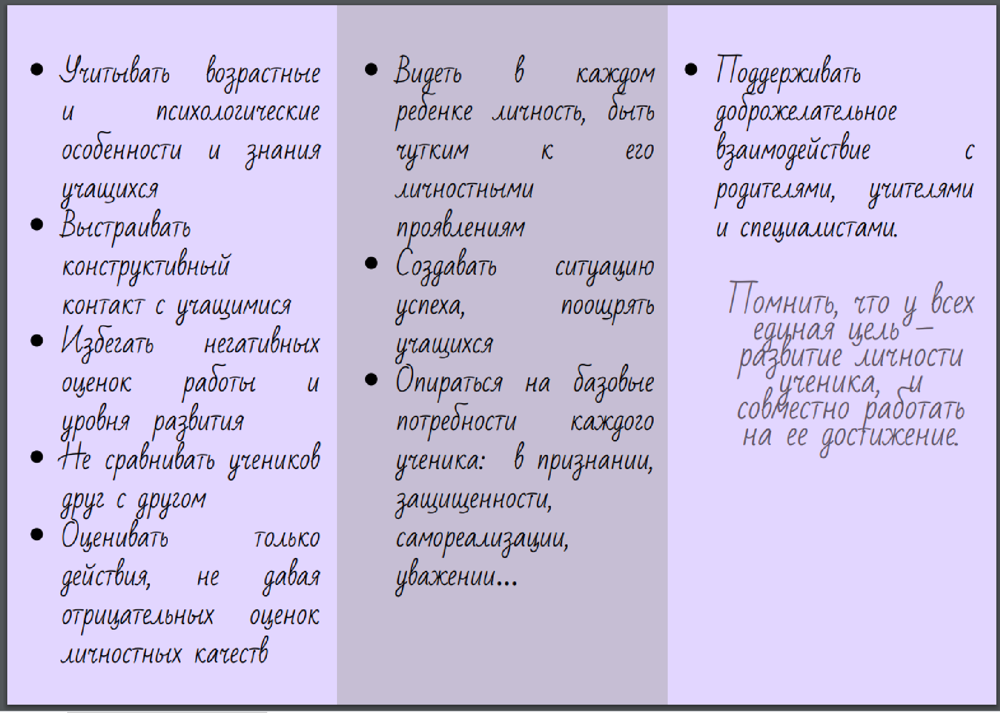 • Учитывать возрастные
и психологические
особенности и знания
учащихся
• Выстраивать
конструктивный
контакт с учащимися
• Избегать негативных
оценок работы и
уровня развития
• Не сравнивать учеников
друг с другом
• Оценивать только
действия, не давая
отрицательных оценок
личностных качеств
• Видеть в каждом
ребенке личность, быть
чутким к его
личностными
проявлениям
• Создавать ситуацию
успеха, поощрять
учащихся
• Опираться на базовые
потребности каждого
ученика: в признании,
защищенности,
самореализации,
уважении...
• Поддерживать
доброжелательное
взаимодействие с
родителями, учителями
и специалистами.
Помнить, что у всех
единая цель –
развитие личности
ученика, и
совместно работать
на ее достижение.